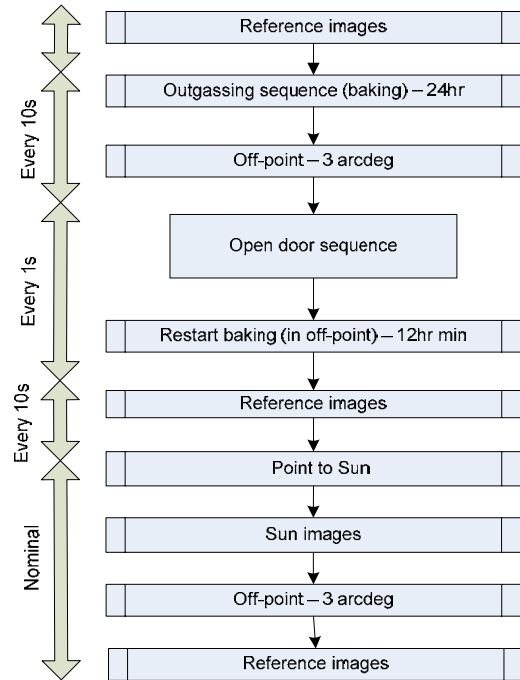 Reference images
Outgassing sequence (baking) – 24hr
Every 10s
Off-point – 3 arcdeg
Open door sequence
Every 1s
Restart baking (in off-point) – 12hr min
Reference images
Every 10s
Point to Sun
Sun images
Nominal
Off-point – 3 arcdeg
Reference images